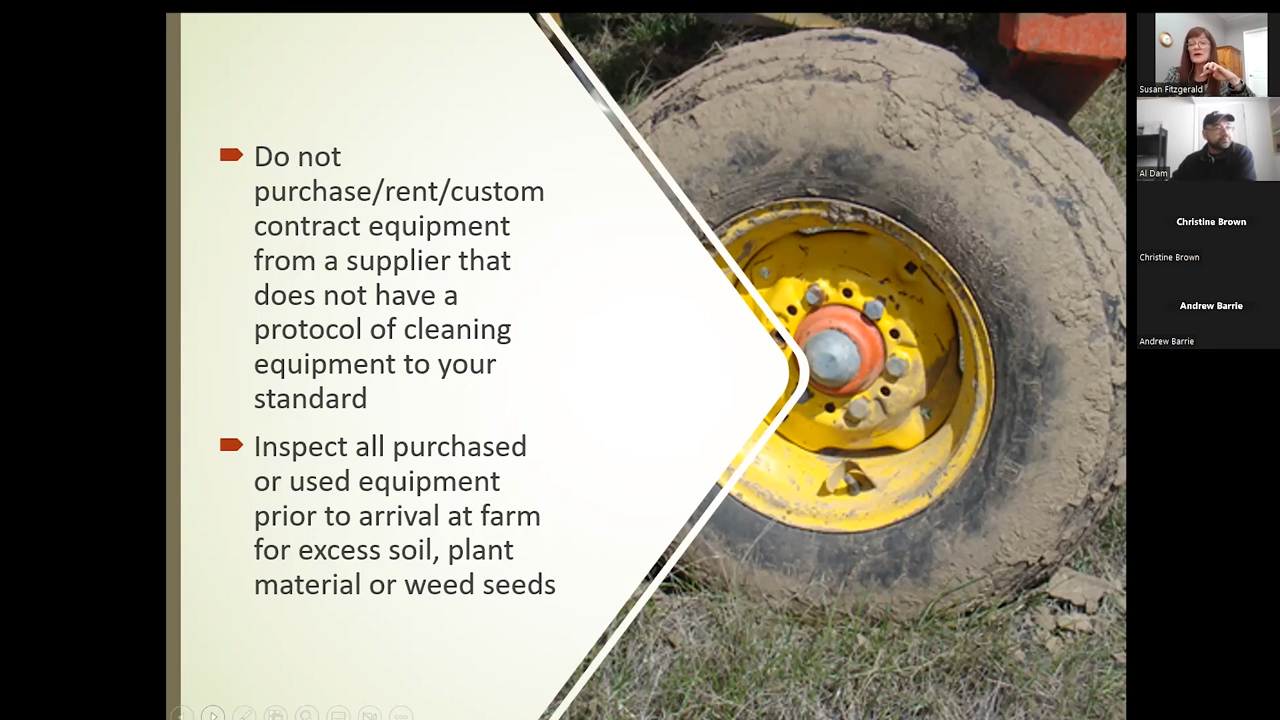 Do not
purchase/rent/custom
contract equipment
from a supplier that
does not have a
protocol of cleaning
equipment to your
standard
Inspect all purchased
or used equipment
prior to arrival at farm
for excess soil, plant
material or weed seeds
Susan Fitzgerald
Al Dam
Christine Brown
Christine Brown
Andrew Barrie
Andrew Barrie